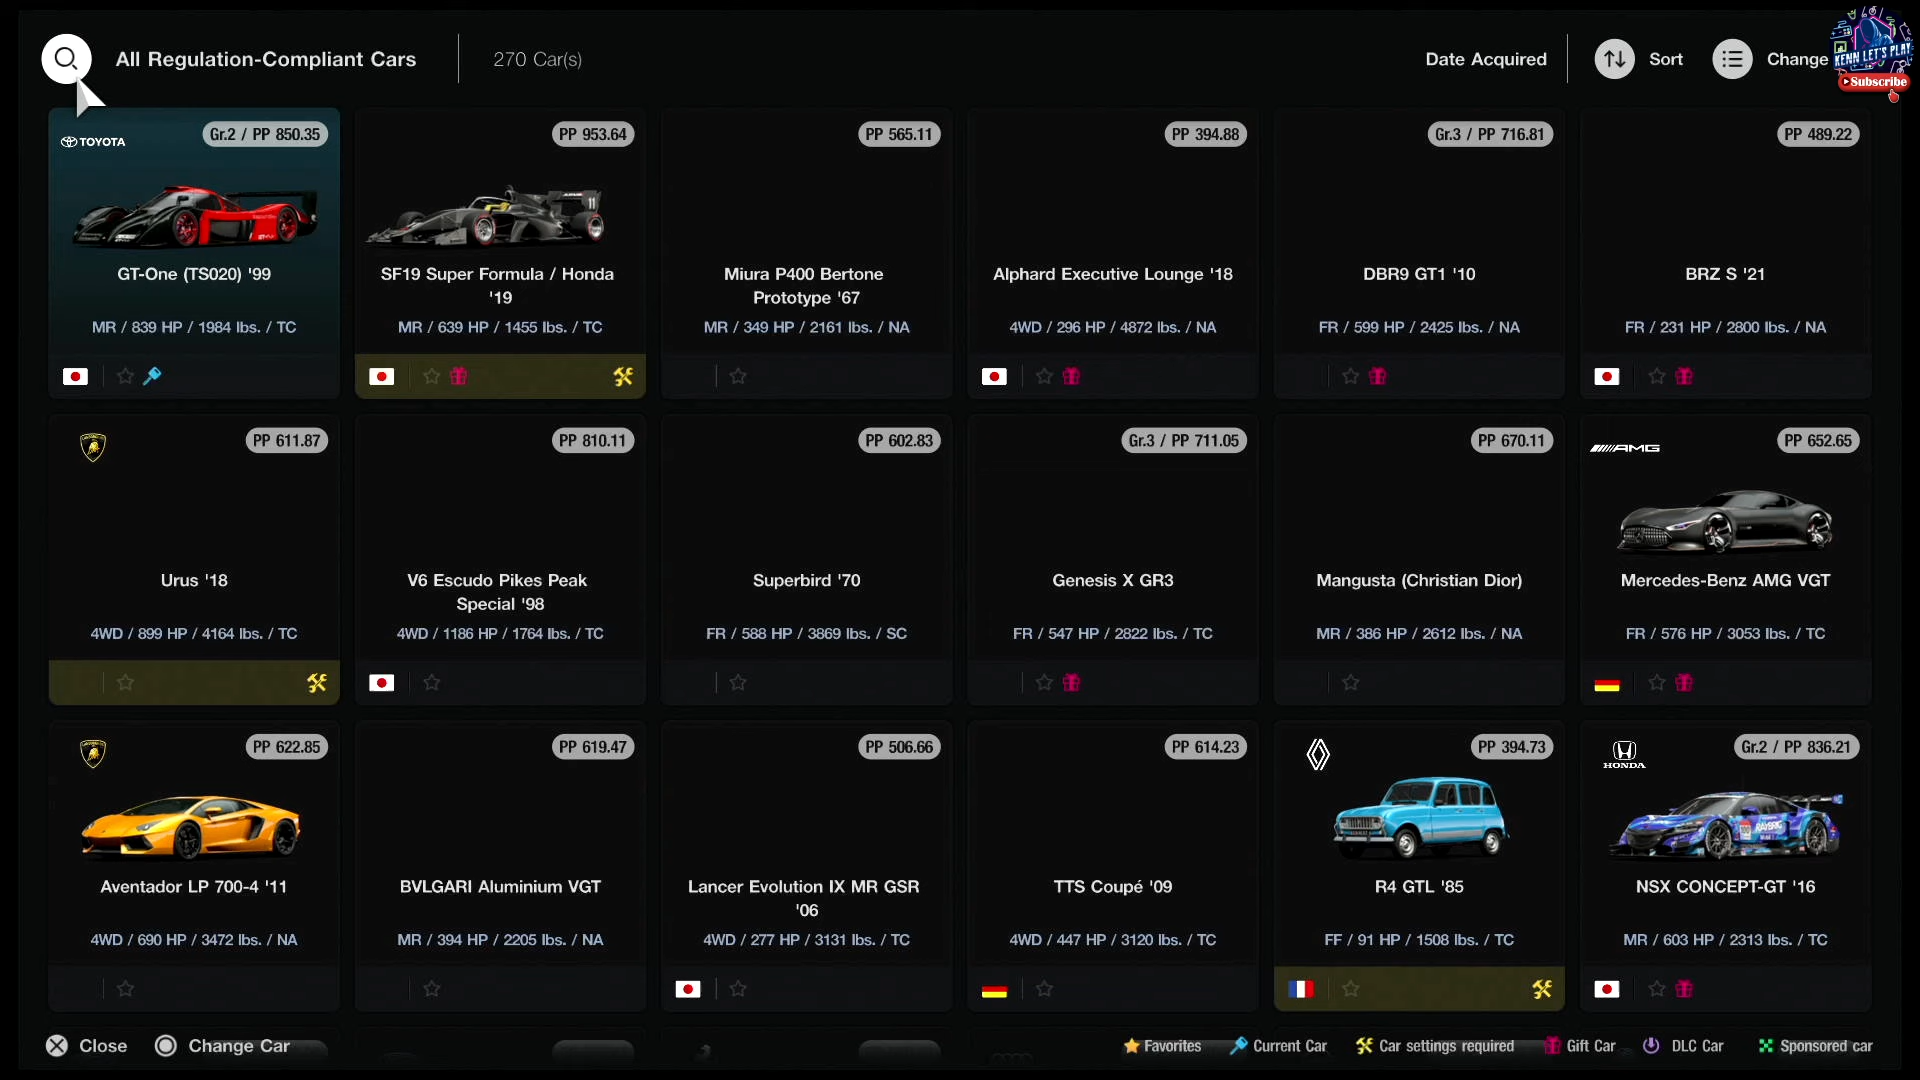 All Regulation-Compliant Cars
270 Car(s)
Date Acquired
Sort
Change
KENN LET'S PLAY
Subscribe
TOYOTA
Gr.2 / PP 850.35
GT-One (TS020) '99
MR / 839 HP / 1984 lbs. / TC
PP 953.64
11
SF19 Super Formula / Honda
'19
MR / 639 HP / 1455 lbs. / TC
PP 565.11
Miura P400 Bertone
Prototype '67
MR / 349 HP / 2161 lbs. / NA
PP 394.88
Alphard Executive Lounge '18
4WD / 296 HP / 4872 lbs. / NA
Gr.3 / PP 716.81
DBR9 GT1 '10
FR / 599 HP / 2425 lbs. / NA
PP 489.22
BRZ S '21
FR / 231 HP / 2800 lbs. / NA
PP 611.87
Urus '18
4WD / 899 HP / 4164 lbs. / TC
PP 810.11
V6 Escudo Pikes Peak
Special '98
4WD / 1186 HP / 1764 lbs. / TC
PP 602.83
Superbird '70
FR / 588 HP / 3869 lbs. / SC
Gr.3 / PP 711.05
Genesis X GR3
FR / 547 HP / 2822 lbs. / TC
PP 670.11
Mangusta (Christian Dior)
MR / 386 HP / 2612 lbs. / NA
AMG
PP 652.65
Mercedes-Benz AMG VGT
FR / 576 HP / 3053 lbs. / TC
PP 622.85
Aventador LP 700-4 '11
4WD / 690 HP / 3472 lbs. / NA
PP 619.47
BVLGARI Aluminium VGT
MR / 394 HP / 2205 lbs. / NA
PP 506.66
Lancer Evolution IX MR GSR
'06
4WD / 277 HP / 3131 lbs. / TC
PP 614.23
TTS Coupé '09
4WD / 447 HP / 3120 lbs. / TC
PP 394.73
R4 GTL '85
FF / 91 HP / 1508 lbs. / TC
HONDA
Gr.2 / PP 836.21
RAYBRIG
NSX CONCEPT-GT '16
MR / 603 HP / 2313 lbs. / TC
Close
Change Car
Favorites
Current Car
Car settings required
Gift Car
DLC Car
Sponsored car